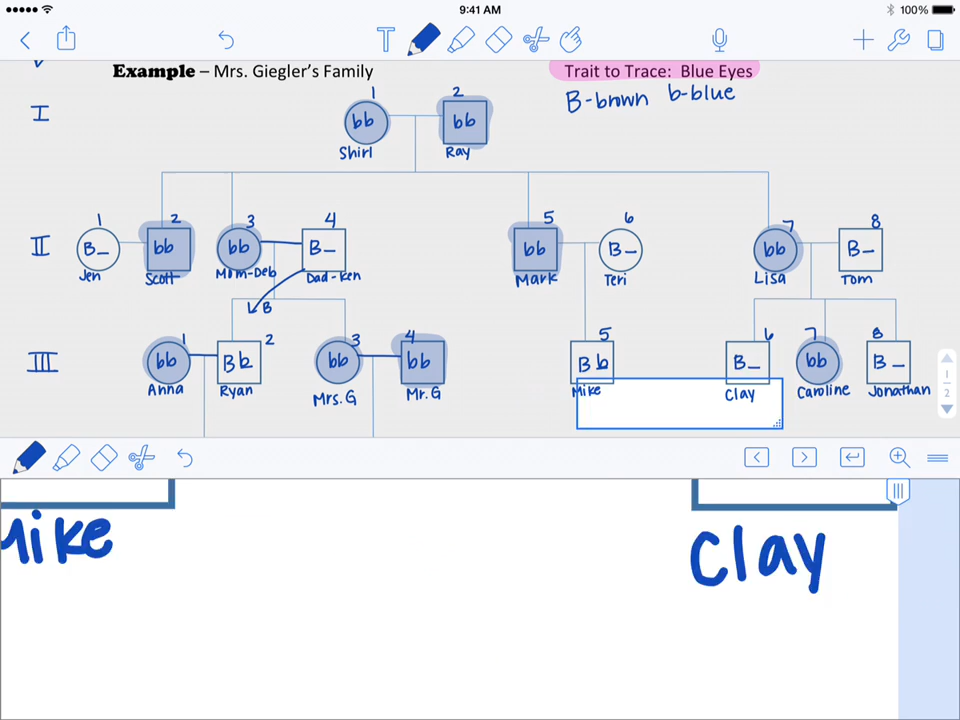 9:41 AM
100%
T
Example – Mrs. Giegler's Family
Trait to Trace: Blue Eyes
B-brown b-blue
I
1 2
bb bb
Shirl Ray
II
1 2 3 4 5 6 7 8
B_ bb bb B_ bb B_ bb B_
Jen Scott Mom-Deb Dad-Ken Mark Teri Lisa Tom
B
III
1 2 3 4 5 6 7 8
bb Bb bb bb Bb B_ bb B_
Anna Ryan Mrs. G Mr. G Mike Clay Caroline Jonathan
1
2
Mike Clay